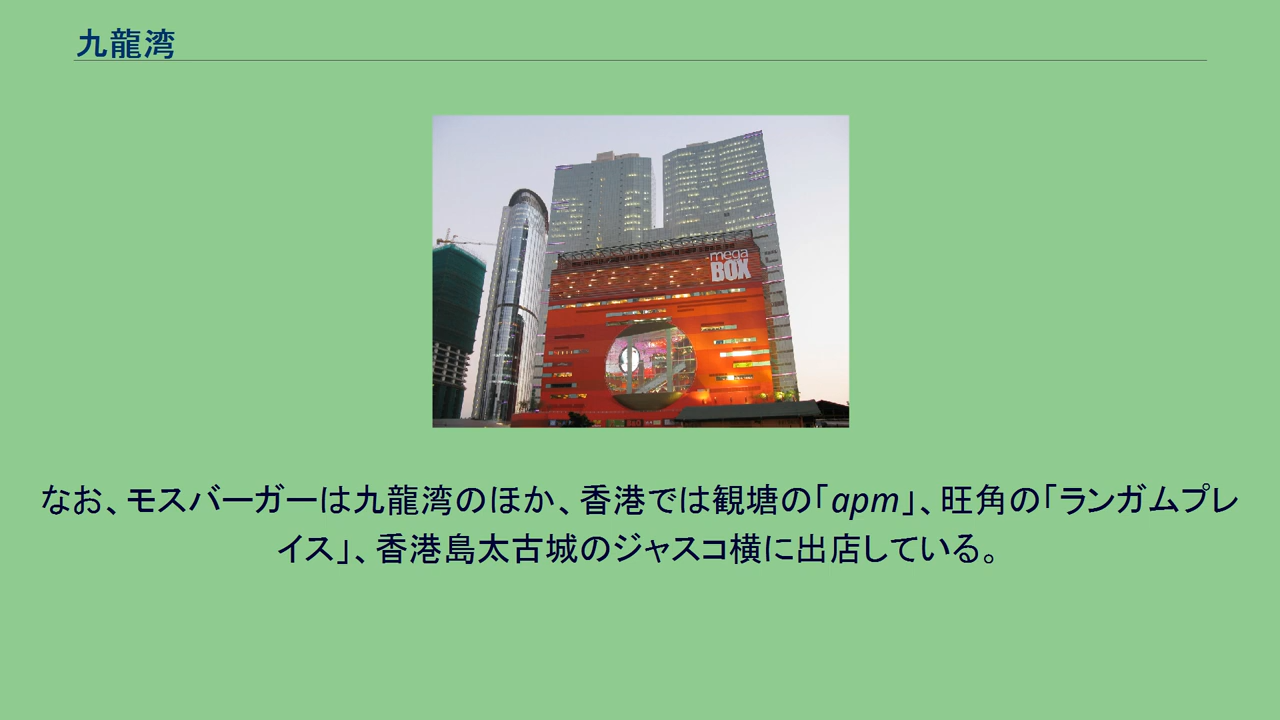 九龍湾
mega
BOX
なお、モスバーガーは九龍湾のほか、香港では観塘の「apm」、旺角の「ランガムプレ
イス」、香港島太古城のジャスコ横に出店している。